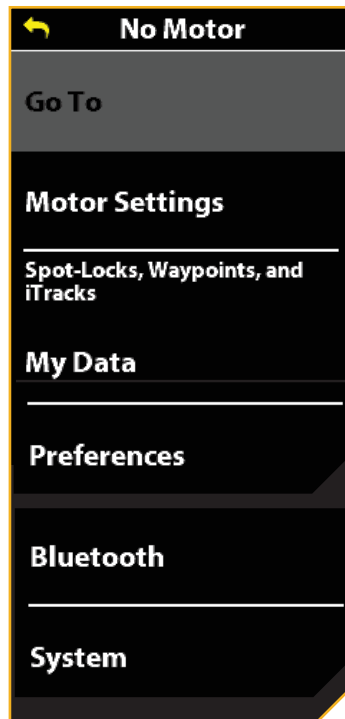 No Motor
Go To
Motor Settings
Spot-Locks, Waypoints, and
iTracks
My Data
Preferences
Bluetooth
System